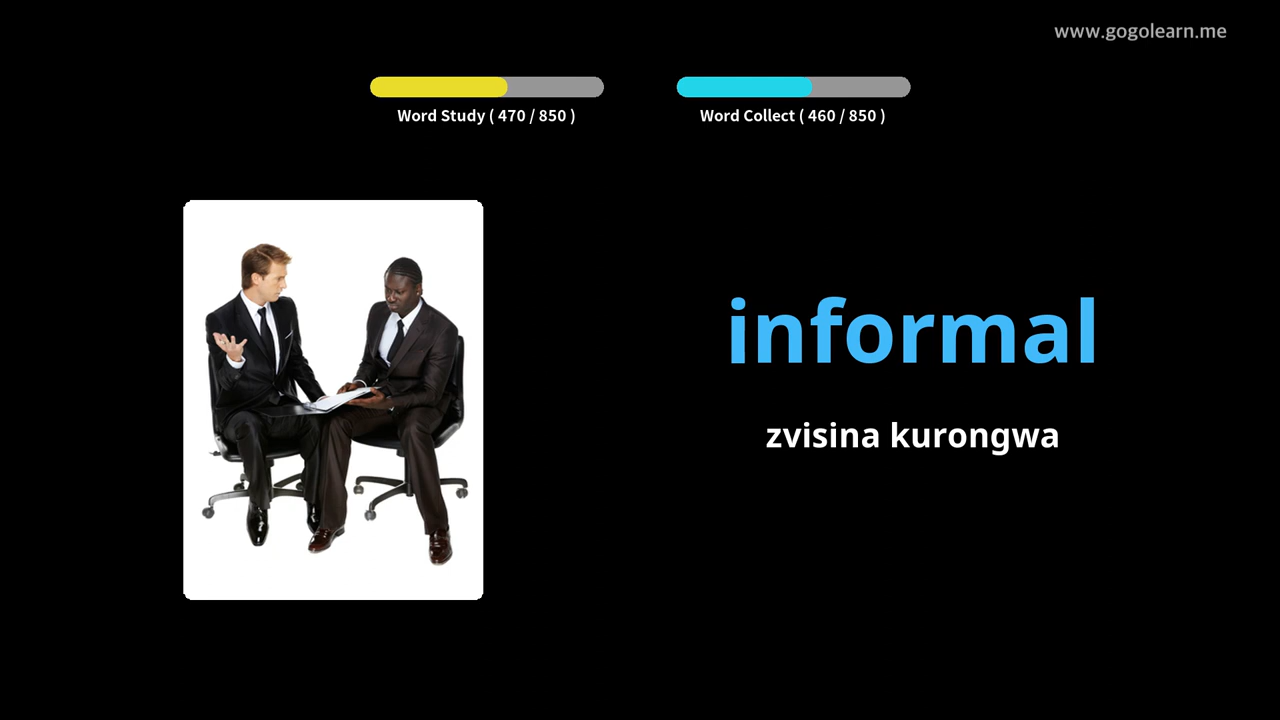 www.gogolearn.me
Word Study ( 470 / 850 )
Word Collect ( 460 / 850 )
informal
zvisina kurongwa